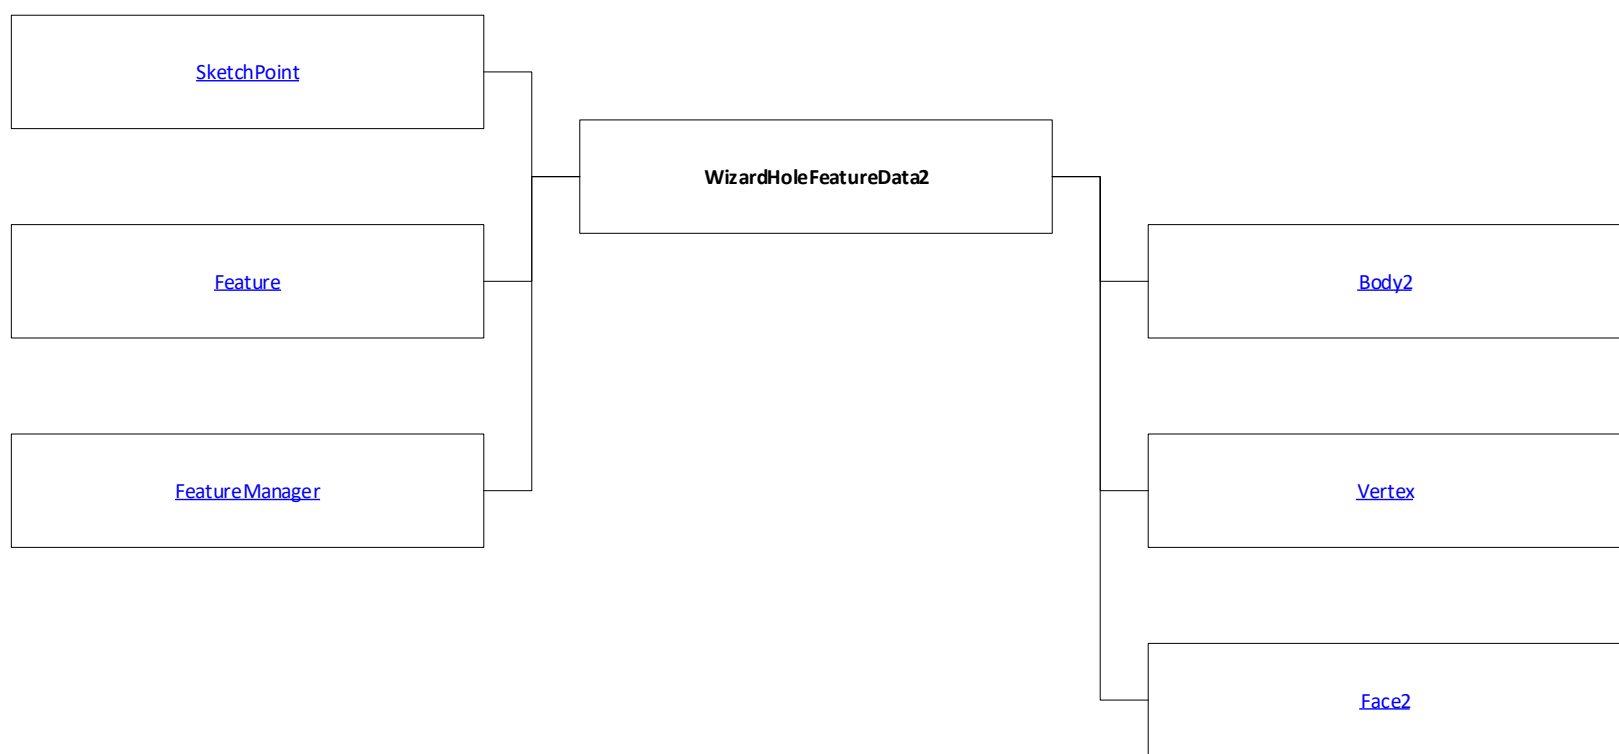 SketchPoint
WizardHoleFeatureData2
Feature
Body2
FeatureManager
Vertex
Face2